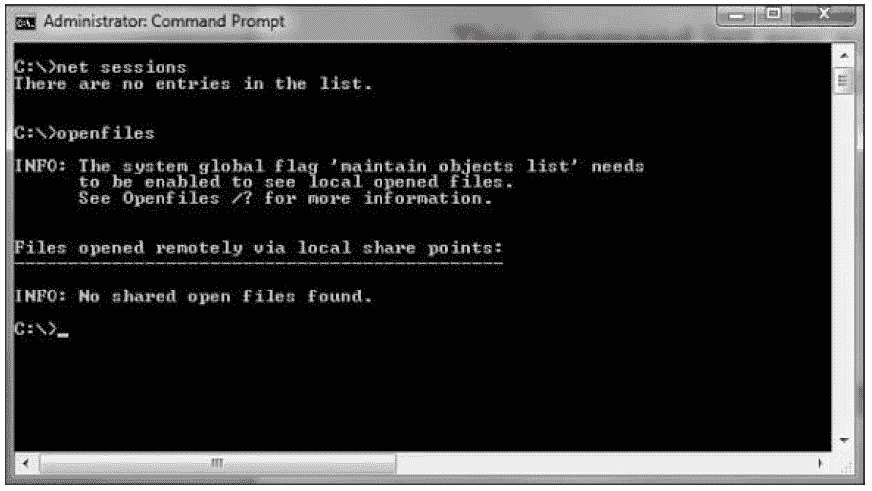 Administrator: Command Prompt
C:\>net sessions
There are no entries in the list.
C:\>openfiles
INFO: The system global flag 'maintain objects list' needs
to be enabled to see local opened files.
See Openfiles /? for more information.
Files opened remotely via local share points:
---------------------------------------------
INFO: No shared open files found.
C:\>_